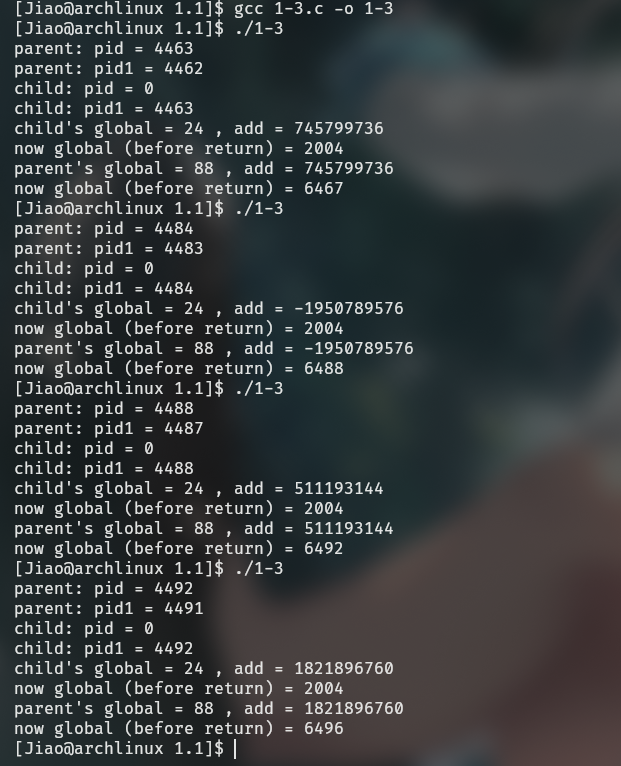 [Jiao@archlinux 1.1]$ gcc 1-3.c -o 1-3
[Jiao@archlinux 1.1]$ ./1-3
parent: pid = 4463
parent: pid1 = 4462
child: pid = 0
child: pid1 = 4463
child's global = 24 , add = 745799736
now global (before return) = 2004
parent's global = 88 , add = 745799736
now global (before return) = 6467
[Jiao@archlinux 1.1]$ ./1-3
parent: pid = 4484
parent: pid1 = 4483
child: pid = 0
child: pid1 = 4484
child's global = 24 , add = -1950789576
now global (before return) = 2004
parent's global = 88 , add = -1950789576
now global (before return) = 6488
[Jiao@archlinux 1.1]$ ./1-3
parent: pid = 4488
parent: pid1 = 4487
child: pid = 0
child: pid1 = 4488
child's global = 24 , add = 511193144
now global (before return) = 2004
parent's global = 88 , add = 511193144
now global (before return) = 6492
[Jiao@archlinux 1.1]$ ./1-3
parent: pid = 4492
parent: pid1 = 4491
child: pid = 0
child: pid1 = 4492
child's global = 24 , add = 1821896760
now global (before return) = 2004
parent's global = 88 , add = 1821896760
now global (before return) = 6496
[Jiao@archlinux 1.1]$